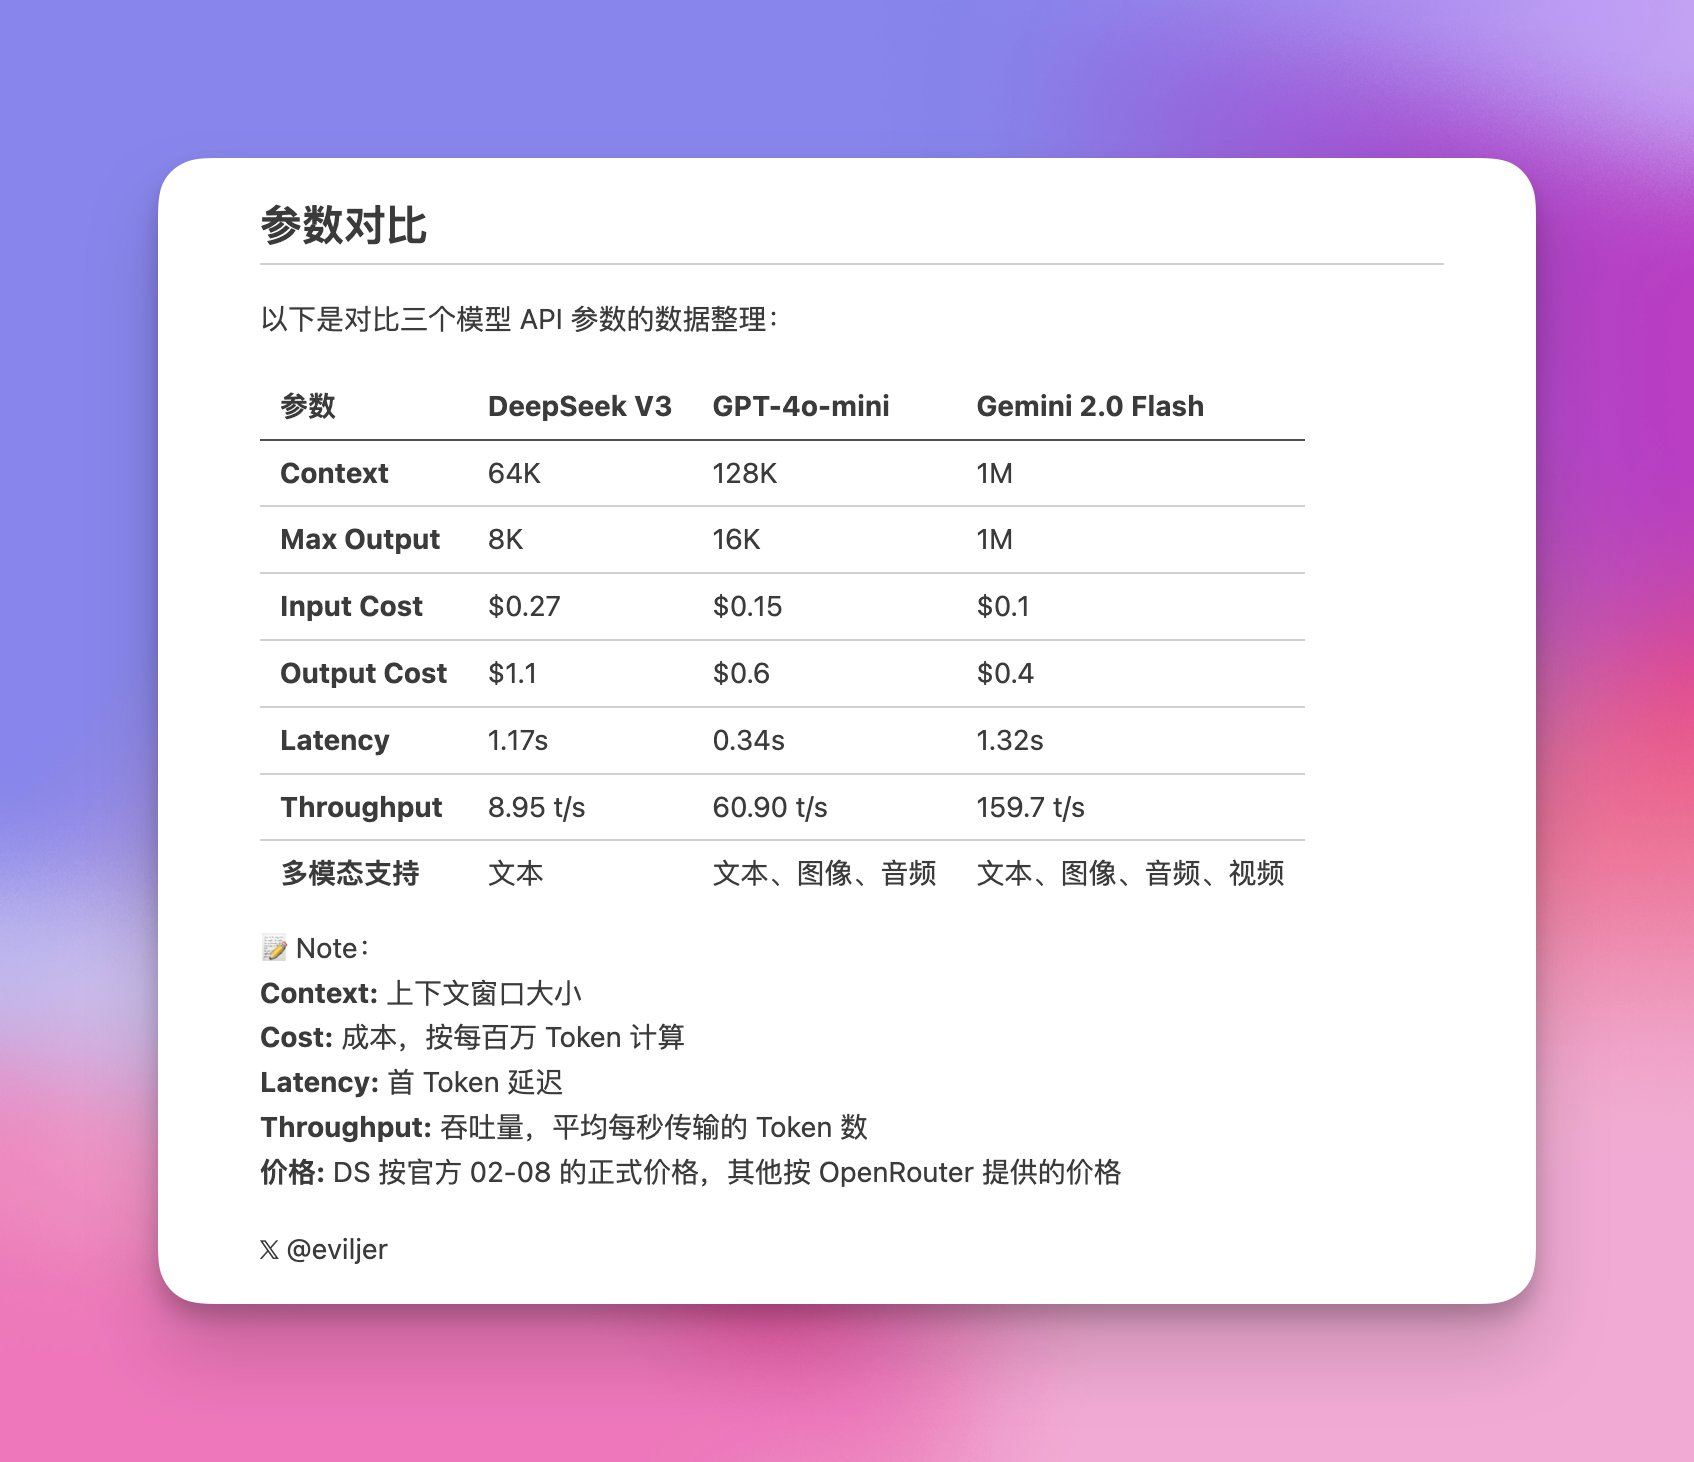 参数对比
以下是对比三个模型 API 参数的数据整理：
参数 DeepSeek V3 GPT-4o-mini Gemini 2.0 Flash
Context 64K 128K 1M
Max Output 8K 16K 1M
Input Cost $0.27 $0.15 $0.1
Output Cost $1.1 $0.6 $0.4
Latency 1.17s 0.34s 1.32s
Throughput 8.95 t/s 60.90 t/s 159.7 t/s
多模态支持 文本 文本、图像、音频 文本、图像、音频、视频
📝 Note：
Context: 上下文窗口大小
Cost: 成本，按每百万 Token 计算
Latency: 首 Token 延迟
Throughput: 吞吐量，平均每秒传输的 Token 数
价格: DS 按官方 02-08 的正式价格，其他按 OpenRouter 提供的价格
𝕏 @eviljer